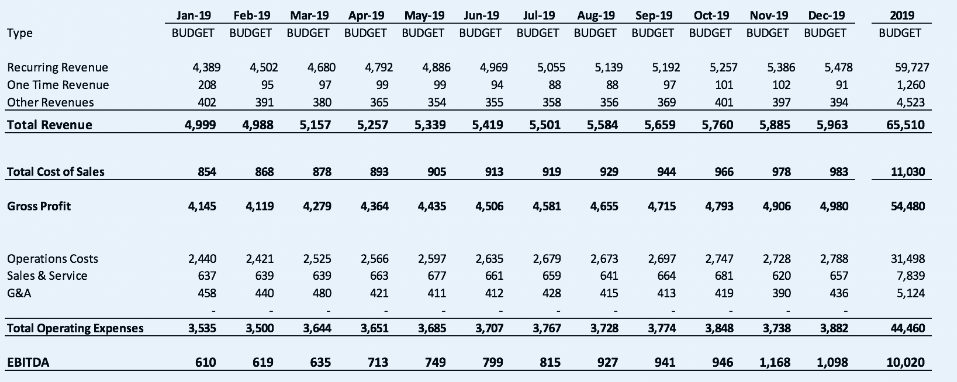 Jan-19 Feb-19 Mar-19 Apr-19 May-19 Jun-19 Jul-19 Aug-19 Sep-19 Oct-19 Nov-19 Dec-19 2019
Type BUDGET BUDGET BUDGET BUDGET BUDGET BUDGET BUDGET BUDGET BUDGET BUDGET BUDGET BUDGET BUDGET
Recurring Revenue 4,389 4,502 4,680 4,792 4,886 4,969 5,055 5,139 5,192 5,257 5,386 5,478 59,727
One Time Revenue 208 95 97 99 99 94 88 88 97 101 102 91 1,260
Other Revenues 402 391 380 365 354 355 358 356 369 401 397 394 4,523
Total Revenue 4,999 4,988 5,157 5,257 5,339 5,419 5,501 5,584 5,659 5,760 5,885 5,963 65,510
Total Cost of Sales 854 868 878 893 905 913 919 929 944 966 978 983 11,030
Gross Profit 4,145 4,119 4,279 4,364 4,435 4,506 4,581 4,655 4,715 4,793 4,906 4,980 54,480
Operations Costs 2,440 2,421 2,525 2,566 2,597 2,635 2,679 2,673 2,697 2,747 2,728 2,788 31,498
Sales & Service 637 639 639 663 677 661 659 641 664 681 620 657 7,839
G&A 458 440 480 421 411 412 428 415 413 419 390 436 5,124
- - - - - - - - - - - - -
Total Operating Expenses 3,535 3,500 3,644 3,651 3,685 3,707 3,767 3,728 3,774 3,848 3,738 3,882 44,460
EBITDA 610 619 635 713 749 799 815 927 941 946 1,168 1,098 10,020